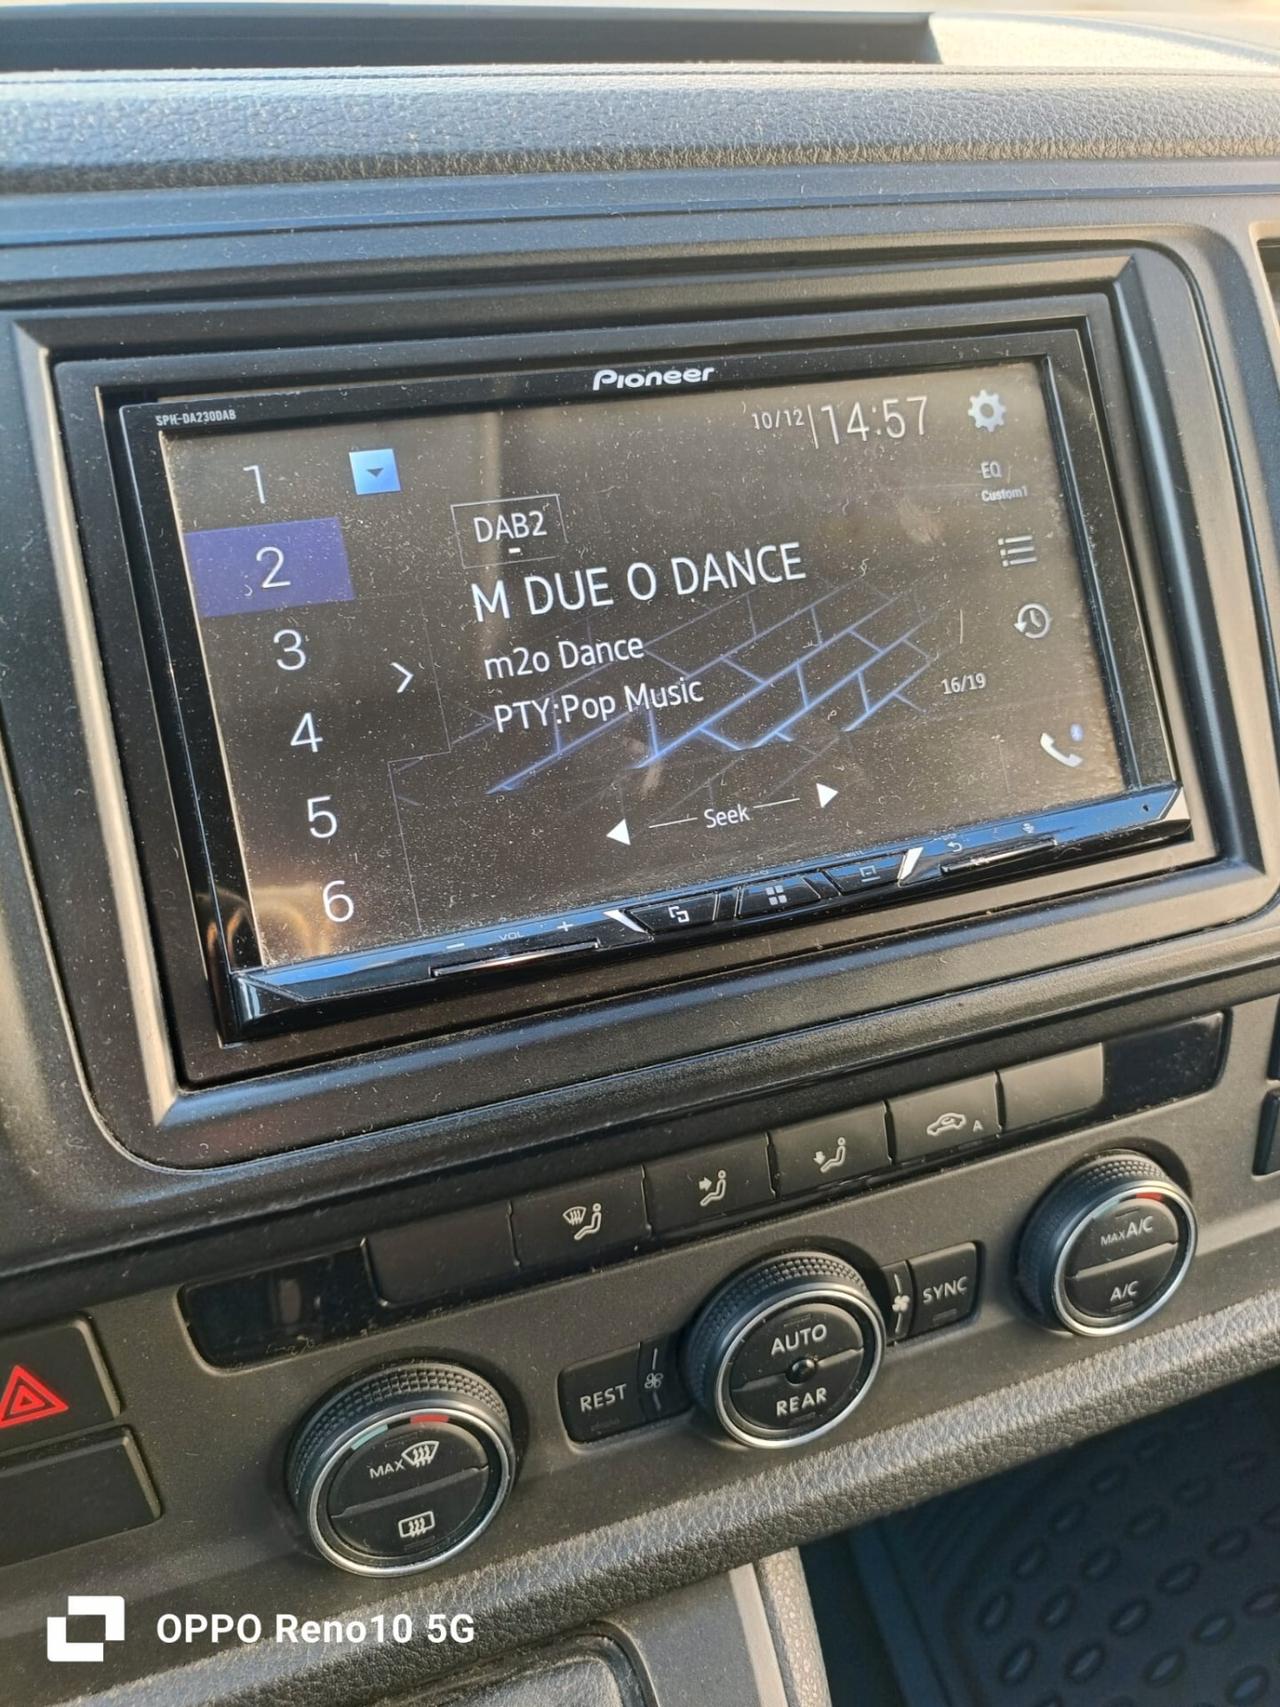 Pioneer
SPH-DA230DAB
10/12 14:57
1
2
3
4
5
6
EQ
Custom1
DAB2
M DUE O DANCE
m2o Dance
PTY:Pop Music
16/19
Seek
- VOL +
A
MAX A/C
A/C
SYNC
AUTO
REAR
REST
MAX
OPPO Reno10 5G